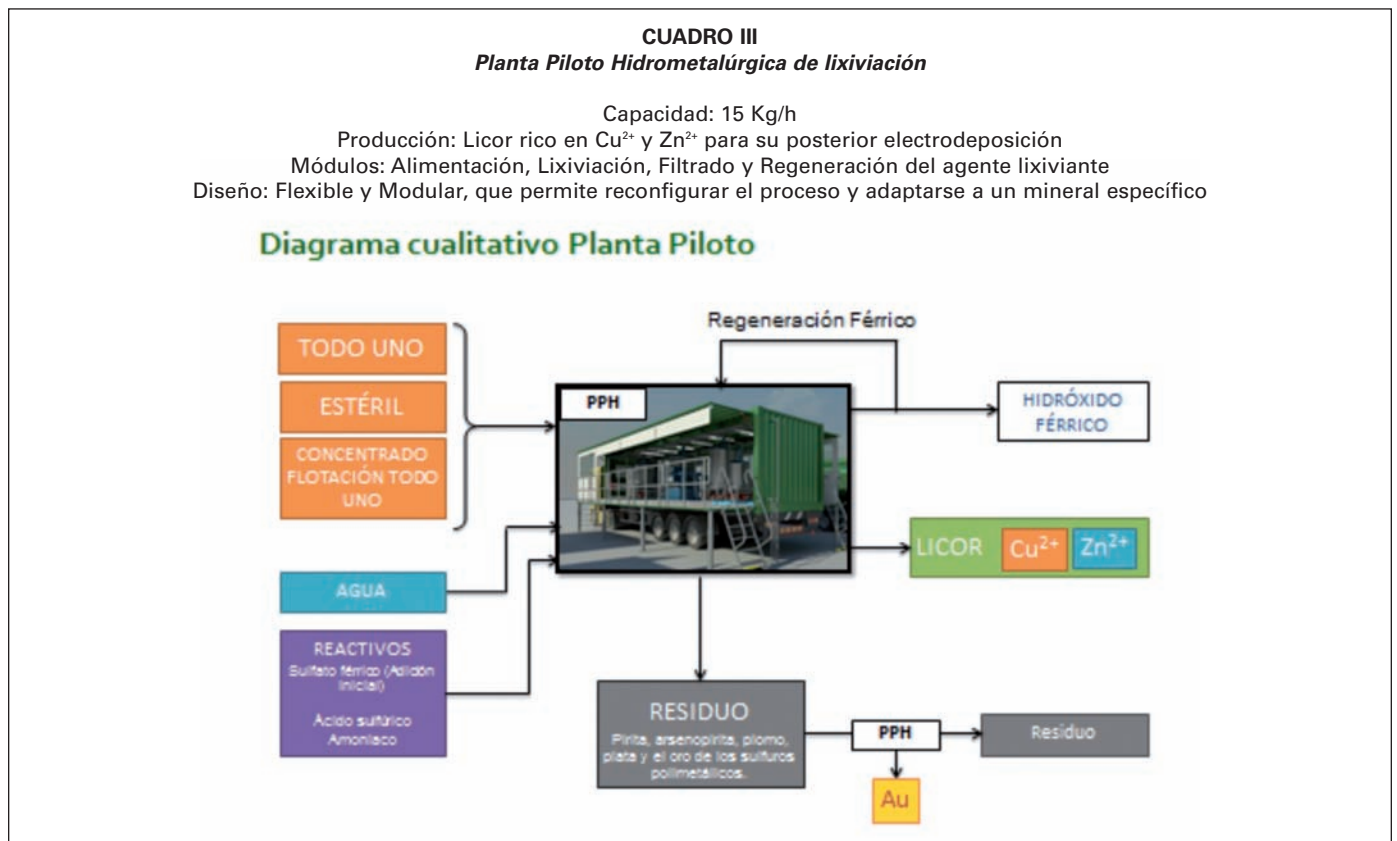 CUADRO III
Planta Piloto Hidrometalúrgica de lixiviación
Capacidad: 15 Kg/h
Producción: Licor rico en Cu²⁺ y Zn²⁺ para su posterior electrodeposición
Módulos: Alimentación, Lixiviación, Filtrado y Regeneración del agente lixiviante
Diseño: Flexible y Modular, que permite reconfigurar el proceso y adaptarse a un mineral específico
Diagrama cualitativo Planta Piloto
Regeneración Férrico
TODO UNO
ESTÉRIL
CONCENTRADO
FLOTACIÓN TODO
UNO
PPH
HIDRÓXIDO
FÉRRICO
LICOR Cu²⁺ Zn²⁺
AGUA
REACTIVOS
Sulfato férrico (Adición
inicial)
Ácido sulfúrico
Amoniaco
RESIDUO
Pirita, arsenopirita, plomo,
plata y el oro de los sulfuros
polimetálicos.
PPH
Residuo
Au